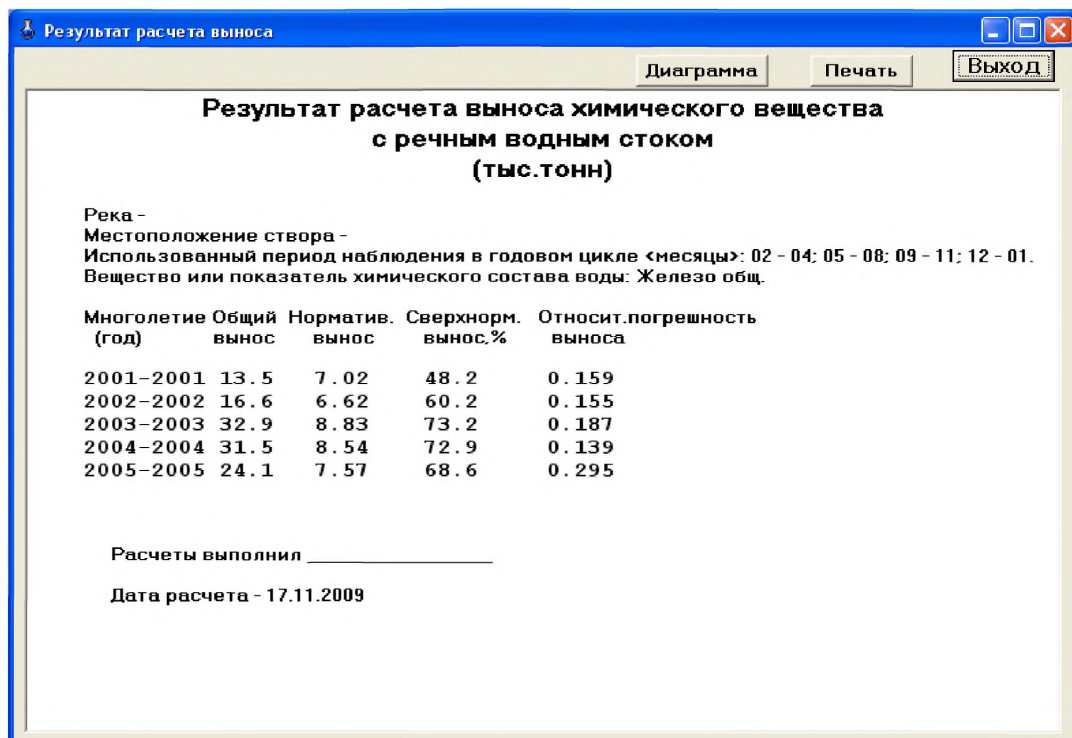 Результат расчета выноса
Диаграмма Печать Выход
Результат расчета выноса химического вещества
с речным водным стоком
(тыс.тонн)
Река -
Местоположение створа -
Использованный период наблюдения в годовом цикле <месяцы>: 02 - 04; 05 - 08; 09 - 11; 12 - 01.
Вещество или показатель химического состава воды: Железо общ.
Многолетие Общий Норматив. Сверхнорм. Относит.погрешность
(год) вынос вынос вынос,% выноса
2001-2001 13.5 7.02 48.2 0.159
2002-2002 16.6 6.62 60.2 0.155
2003-2003 32.9 8.83 73.2 0.187
2004-2004 31.5 8.54 72.9 0.139
2005-2005 24.1 7.57 68.6 0.295
Расчеты выполнил _______________
Дата расчета - 17.11.2009